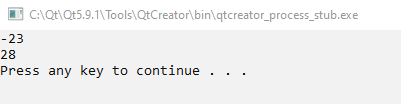 C:\Qt\Qt5.9.1\Tools\QtCreator\bin\qtcreator_process_stub.exe
-23
28
Press any key to continue . . .